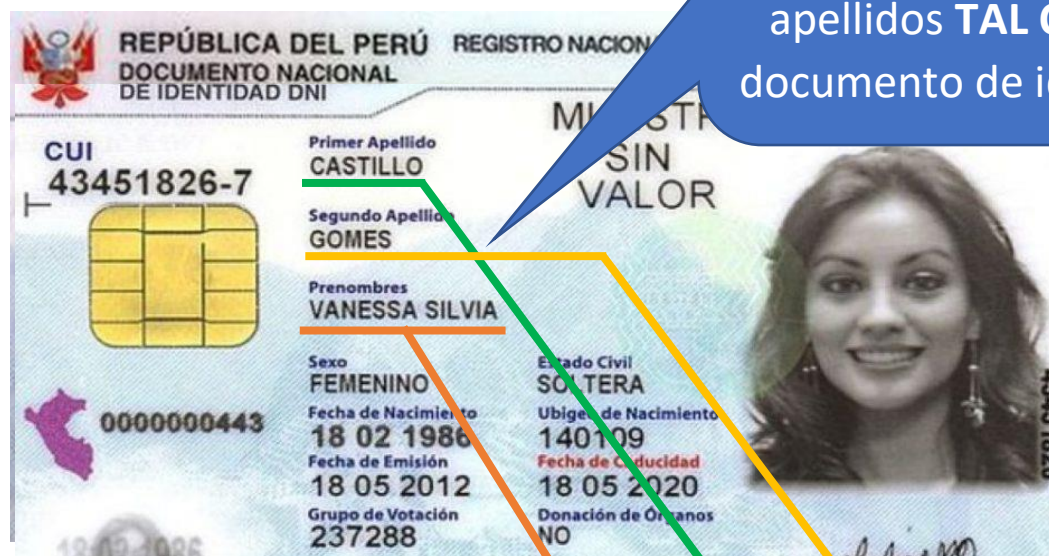 apellidos TAL
documento de
REPÚBLICA DEL PERÚ REGISTRO
DOCUMENTO NACIONAL
DE IDENTIDAD DNI
SIN
VALOR
CUI
43451826-7
Primer Apellido
CASTILLO
Segundo Apellido
GOMES
Prenombres
VANESSA SILVIA
Sexo Estado Civil
FEMENINO SOLTERA
Fecha de Nacimiento Ubigeo de Nacimiento
0000000443 18 02 1986 140109
Fecha de Emisión Fecha de Caducidad
18 05 2012 18 05 2020
Grupo de Votación Donación de Órganos
237288 NO
18 02 1986